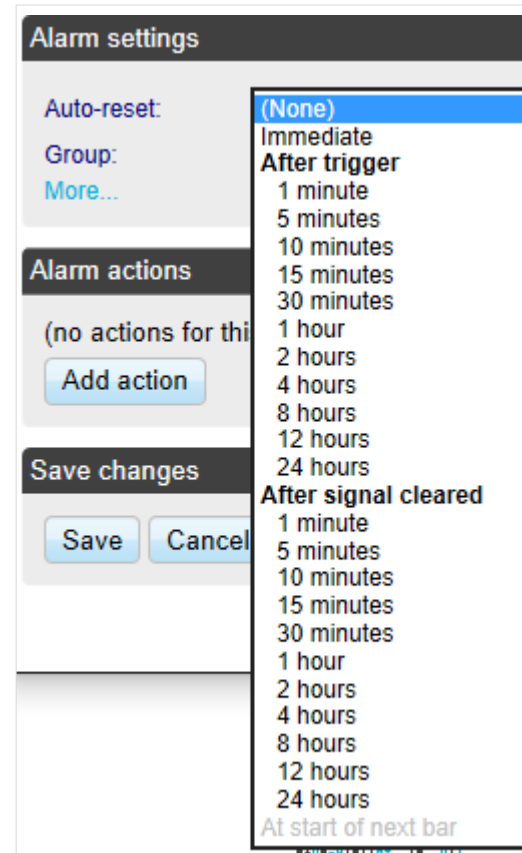 Alarm settings
Auto-reset:
Group:
More...
(None)
Immediate
After trigger
1 minute
5 minutes
10 minutes
15 minutes
30 minutes
1 hour
2 hours
4 hours
8 hours
12 hours
24 hours
After signal cleared
1 minute
5 minutes
10 minutes
15 minutes
30 minutes
1 hour
2 hours
4 hours
8 hours
12 hours
24 hours
At start of next bar
Alarm actions
(no actions for thi
Add action
Save changes
Save Cancel